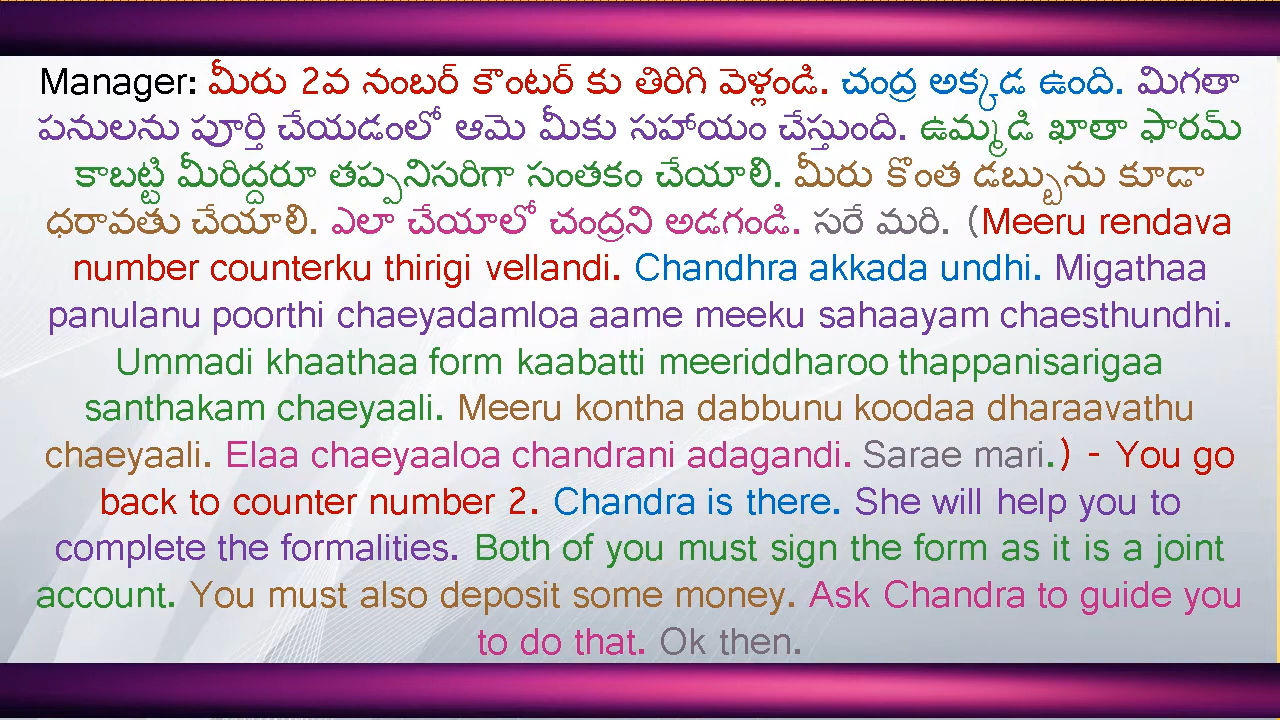 Manager: మీరు 2వ నంబర్ కౌంటర్ కు తిరిగి వెళ్లండి. చంద్ర అక్కడ ఉంది. మిగతా
పనులను పూర్తి చేయడంలో ఆమె మీకు సహాయం చేస్తుంది. ఉమ్మడి ఖాతా ఫారమ్
కాబట్టి మీరిద్దరూ తప్పనిసరిగా సంతకం చేయాలి. మీరు కొంత డబ్బును కూడా
ధరావతు చేయాలి. ఎలా చేయాలో చంద్రని అడగండి. సరే మరి. (Meeru rendava
number counterku thirigi vellandi. Chandhra akkada undhi. Migathaa
panulanu poorthi chaeyadamloa aame meeku sahaayam chaesthundhi.
Ummadi khaathaa form kaabatti meeriddharoo thappanisarigaa
santhakam chaeyaali. Meeru kontha dabbunu koodaa dharaavathu
chaeyaali. Elaa chaeyaaloa chandrani adagandi. Sarae mari.) - You go
back to counter number 2. Chandra is there. She will help you to
complete the formalities. Both of you must sign the form as it is a joint
account. You must also deposit some money. Ask Chandra to guide you
to do that. Ok then.